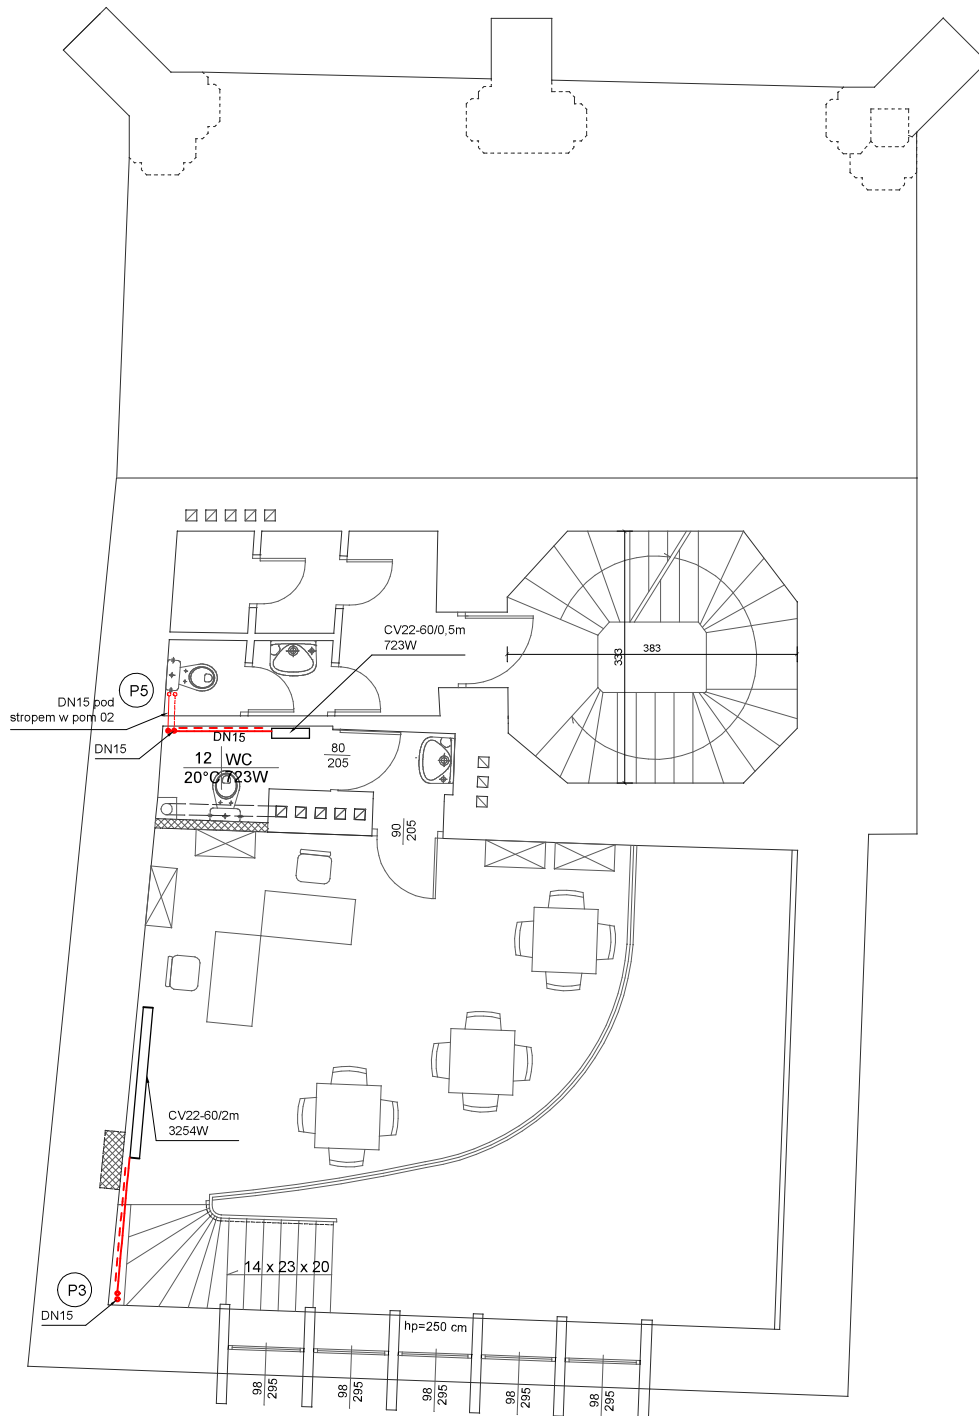 CV22-60/0,5m
723W
333
383
P5
DN15 pod
stropem w pom 02
DN15
DN15
12 WC
20°C 723W
80
205
90
205
CV22-60/2m
3254W
14 x 23 x 20
P3
DN15
hp=250 cm
98
295
98
295
98
295
98
295
98
295